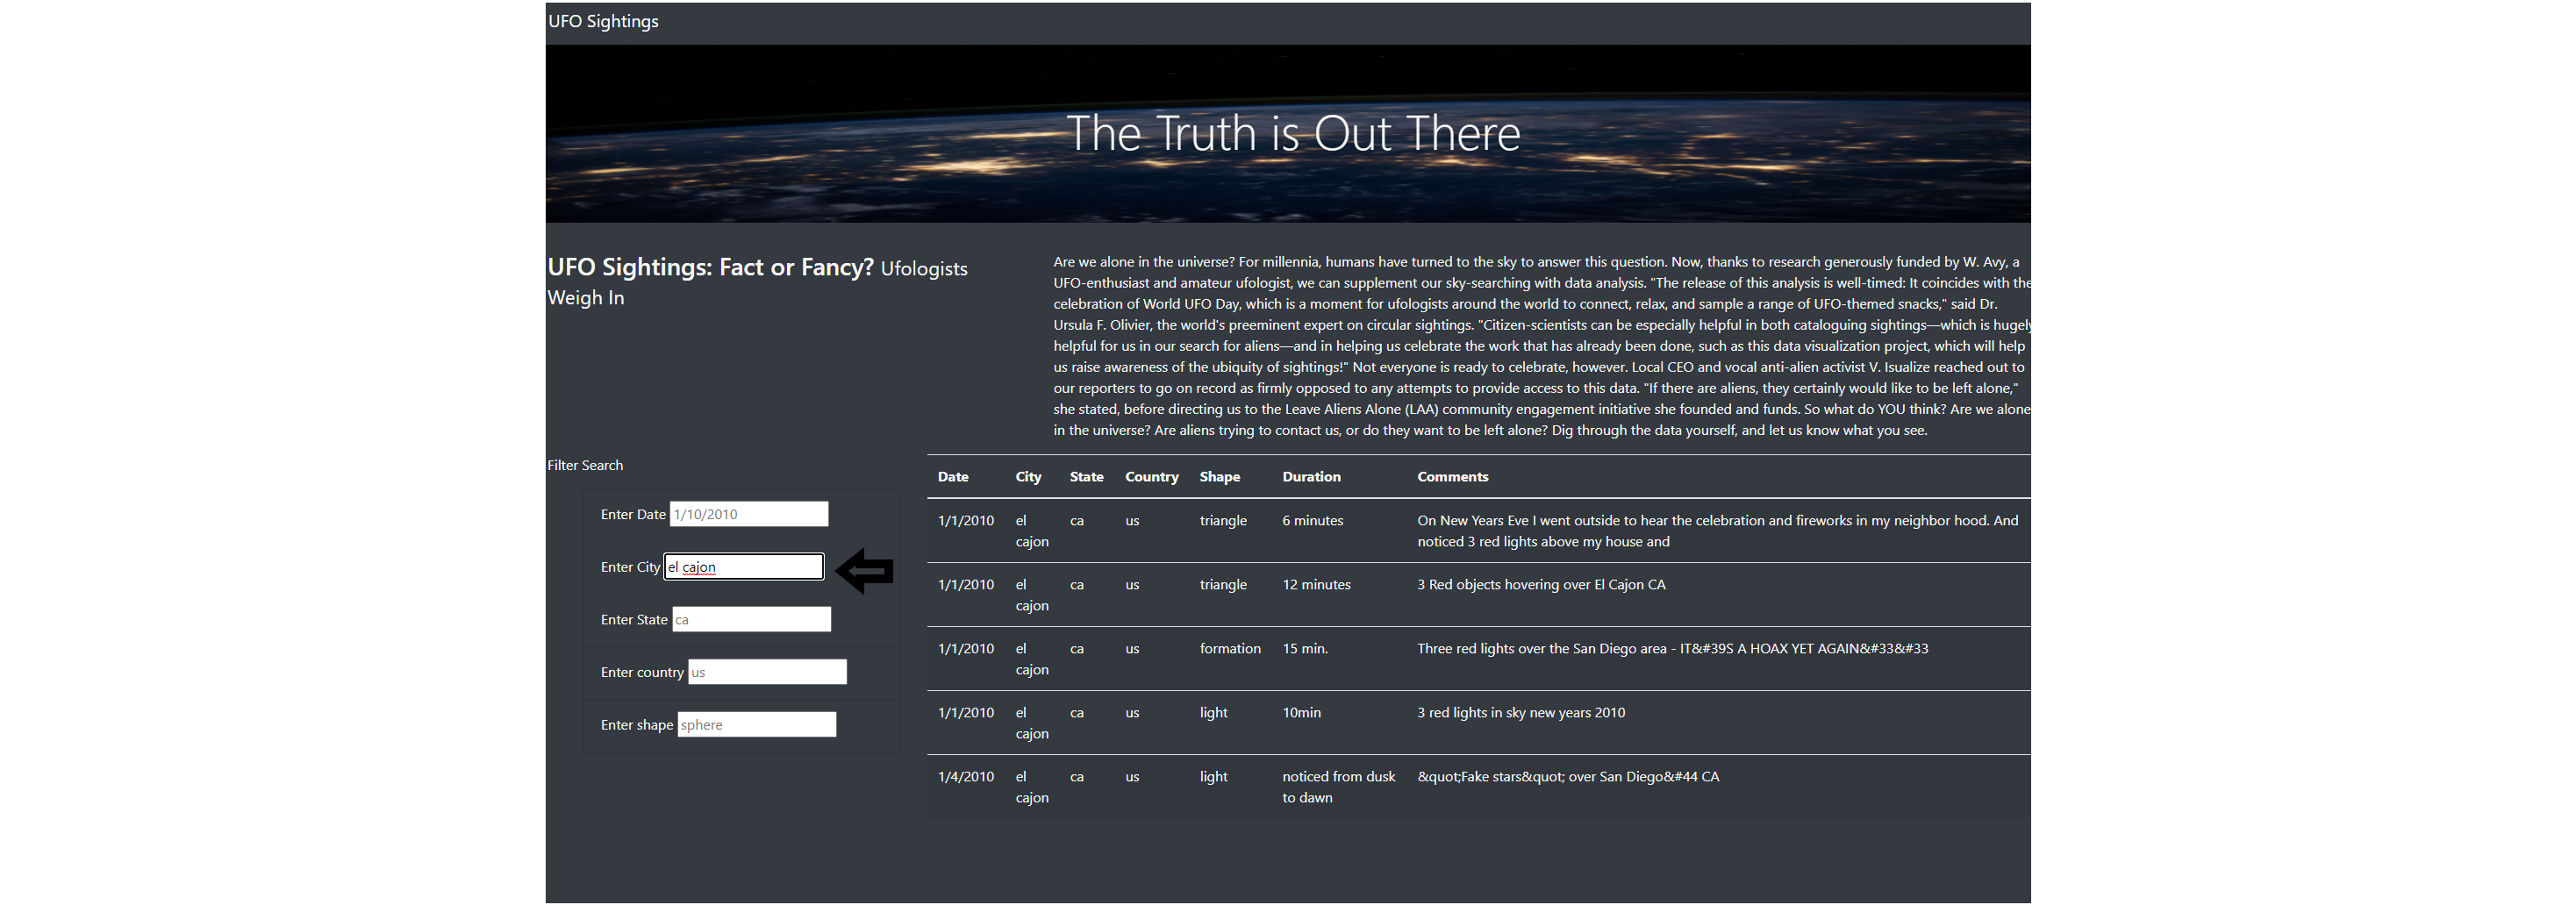 UFO Sightings
The Truth is Out There
UFO Sightings: Fact or Fancy? Ufologists
Weigh In
Are we alone in the universe? For millennia, humans have turned to the sky to answer this question. Now, thanks to research generously funded by W. Avy, a
UFO-enthusiast and amateur ufologist, we can supplement our sky-searching with data analysis. "The release of this analysis is well-timed: It coincides with the
celebration of World UFO Day, which is a moment for ufologists around the world to connect, relax, and sample a range of UFO-themed snacks," said Dr.
Ursula F. Olivier, the world's preeminent expert on circular sightings. "Citizen-scientists can be especially helpful in both cataloguing sightings—which is hugely
helpful for us in our search for aliens—and in helping us celebrate the work that has already been done, such as this data visualization project, which will help
us raise awareness of the ubiquity of sightings!" Not everyone is ready to celebrate, however. Local CEO and vocal anti-alien activist V. Isualize reached out to
our reporters to go on record as firmly opposed to any attempts to provide access to this data. "If there are aliens, they certainly would like to be left alone,"
she stated, before directing us to the Leave Aliens Alone (LAA) community engagement initiative she founded and funds. So what do YOU think? Are we alone
in the universe? Are aliens trying to contact us, or do they want to be left alone? Dig through the data yourself, and let us know what you see.
Filter Search
Enter Date 1/10/2010
Enter City el cajon
Enter State ca
Enter country us
Enter shape sphere
Date City State Country Shape Duration Comments
1/1/2010 el ca us triangle 6 minutes On New Years Eve I went outside to hear the celebration and fireworks in my neighbor hood. And
cajon noticed 3 red lights above my house and
1/1/2010 el ca us triangle 12 minutes 3 Red objects hovering over El Cajon CA
cajon
1/1/2010 el ca us formation 15 min. Three red lights over the San Diego area - IT&#39S A HOAX YET AGAIN&#33&#33
cajon
1/1/2010 el ca us light 10min 3 red lights in sky new years 2010
cajon
1/4/2010 el ca us light noticed from dusk &quot;Fake stars&quot; over San Diego&#44 CA
cajon to dawn